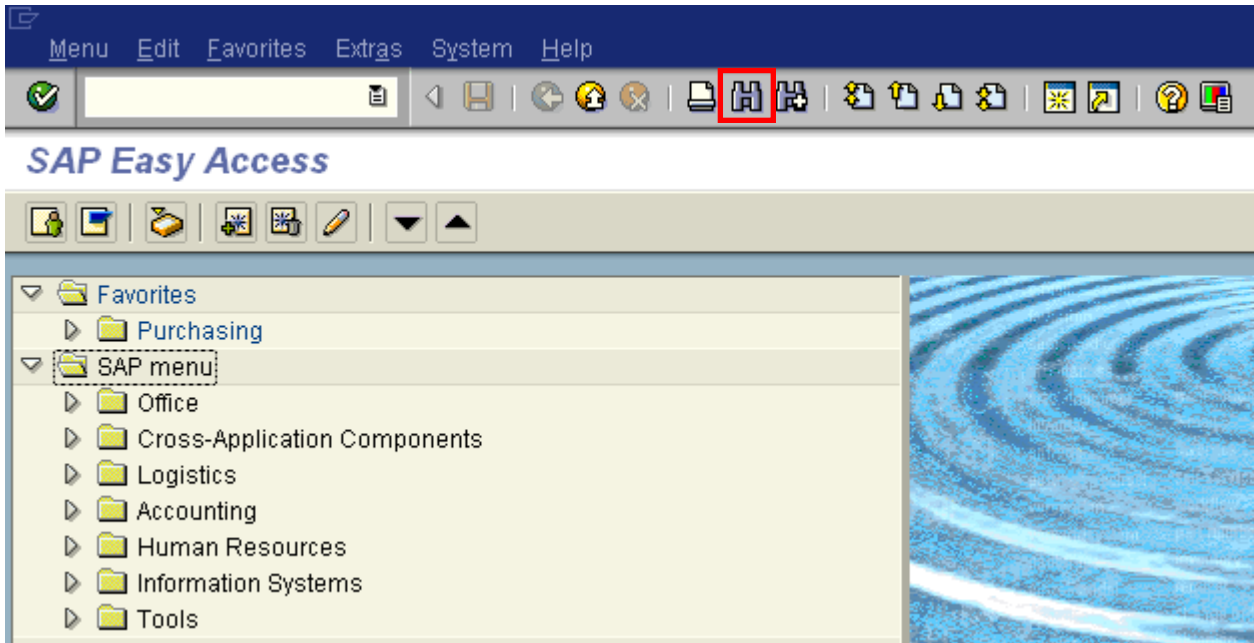 Menu Edit Favorites Extras System Help
SAP Easy Access
Favorites
Purchasing
SAP menu
Office
Cross-Application Components
Logistics
Accounting
Human Resources
Information Systems
Tools